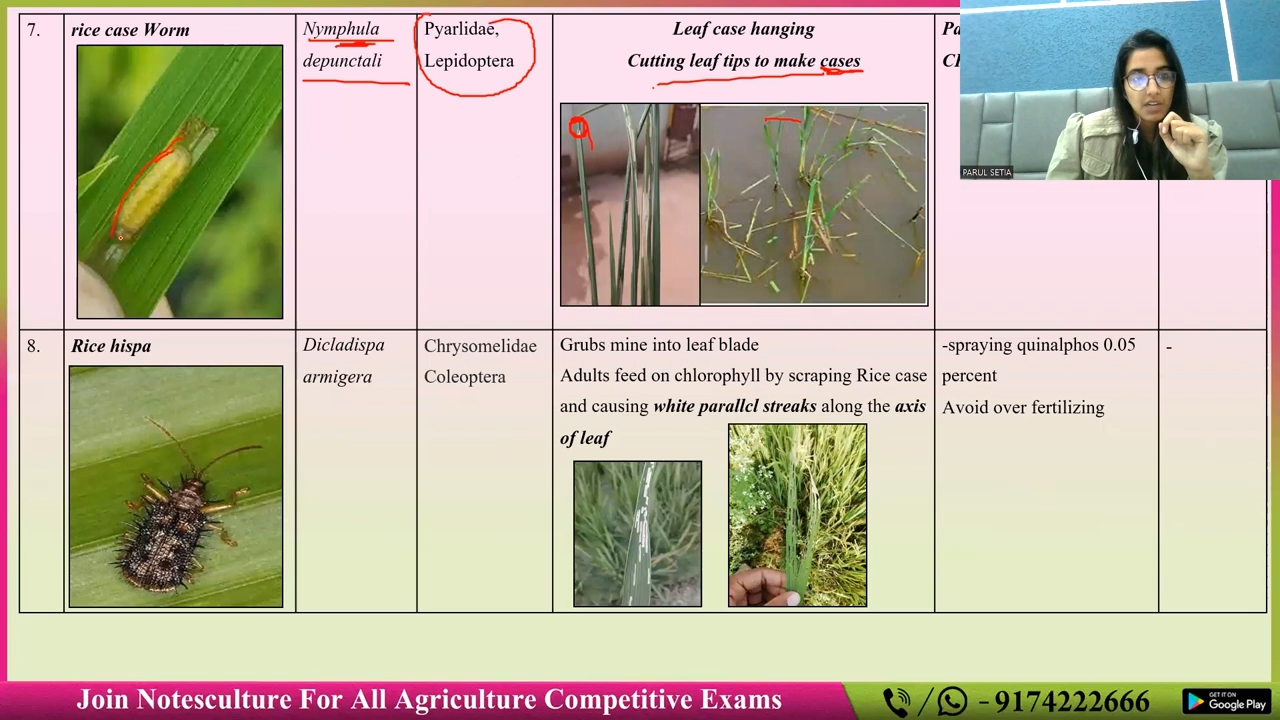 7.
rice case Worm
Nymphula
depunctali
Pyarlidae,
Lepidoptera
Leaf case hanging
Cutting leaf tips to make cases
PARUL SETIA
8.
Rice hispa
Dicladispa
armigera
Chrysomelidae
Coleoptera
Grubs mine into leaf blade
Adults feed on chlorophyll by scraping Rice case
and causing white parallcl streaks along the axis
of leaf
-spraying quinalphos 0.05
percent
Avoid over fertilizing
-
Join Notesculture For All Agriculture Competitive Exams
/ - 9174222666
GET IT ON
Google Play